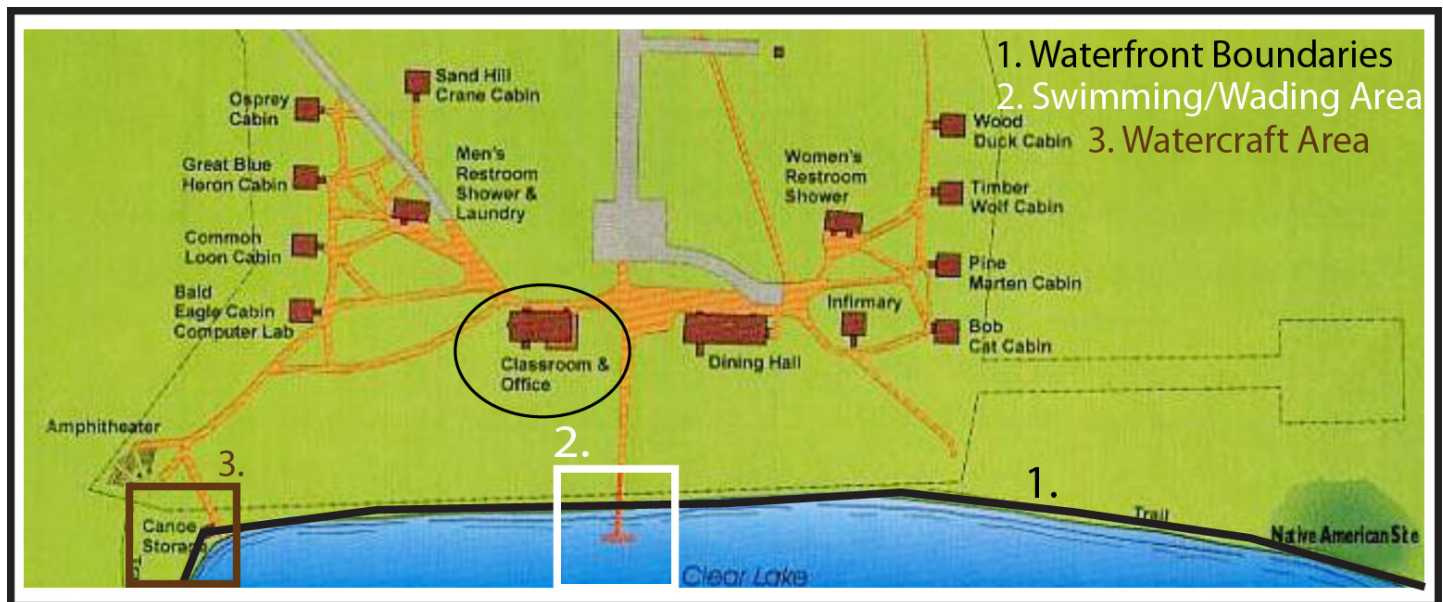 1. Waterfront Boundaries
2. Swimming/Wading Area
3. Watercraft Area
Sand Hill
Crane Cabin
Osprey
Cabin
Great Blue
Heron Cabin
Men's
Restroom
Shower &
Laundry
Common
Loon Cabin
Bald
Eagle Cabin
Computer Lab
Women's
Restroom
Shower
Wood
Duck Cabin
Timber
Wolf Cabin
Pine
Marten Cabin
Infirmary
Bob
Cat Cabin
Classroom &
Office
Dining Hall
Amphitheater
3.
2.
1.
Canoe
Storage
Trail
Native American Site
Clear Lake